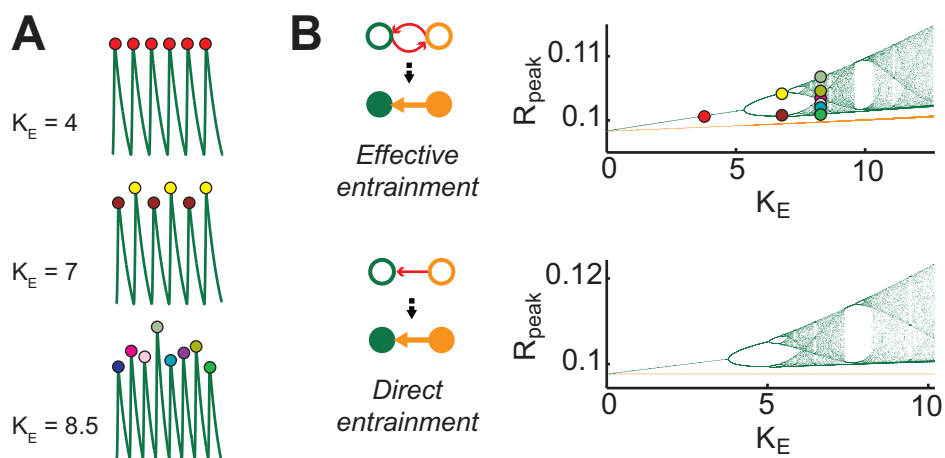 A
K_E = 4
K_E = 7
K_E = 8.5
B
Effective
entrainment
R_peak
0.11
0.1
0
5
10
K_E
Direct
entrainment
R_peak
0.12
0.1
0
5
10
K_E